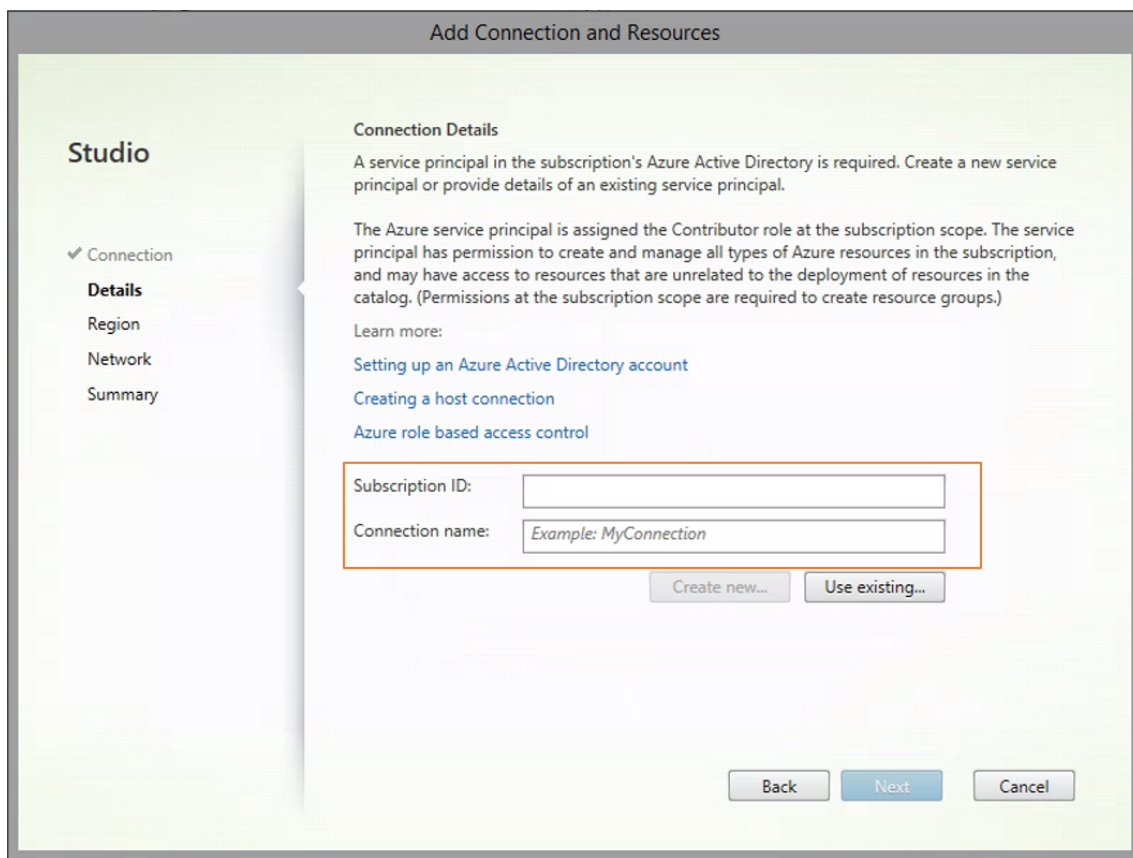 Add Connection and Resources
Studio
Connection
Details
Region
Network
Summary
Connection Details
A service principal in the subscription's Azure Active Directory is required. Create a new service
principal or provide details of an existing service principal.
The Azure service principal is assigned the Contributor role at the subscription scope. The service
principal has permission to create and manage all types of Azure resources in the subscription,
and may have access to resources that are unrelated to the deployment of resources in the
catalog. (Permissions at the subscription scope are required to create resource groups.)
Learn more:
Setting up an Azure Active Directory account
Creating a host connection
Azure role based access control
Subscription ID:
Connection name: Example: MyConnection
Create new... Use existing...
Back Next Cancel